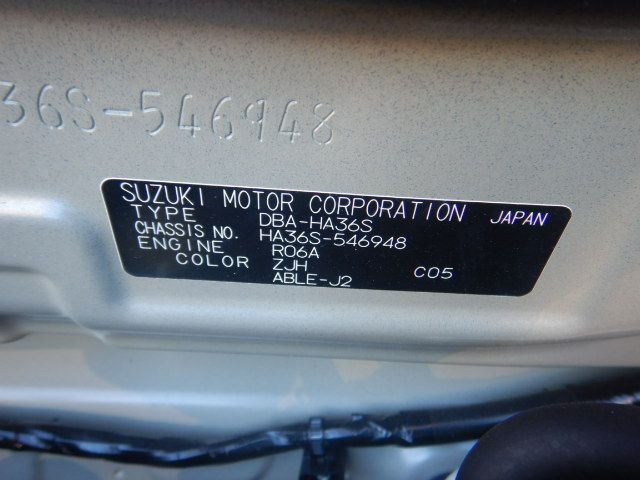 36S-546948
SUZUKI MOTOR CORPORATION JAPAN
TYPE DBA-HA36S
CHASSIS NO. HA36S-546948
ENGINE R06A
COLOR ZJH C05
ABLE-J2